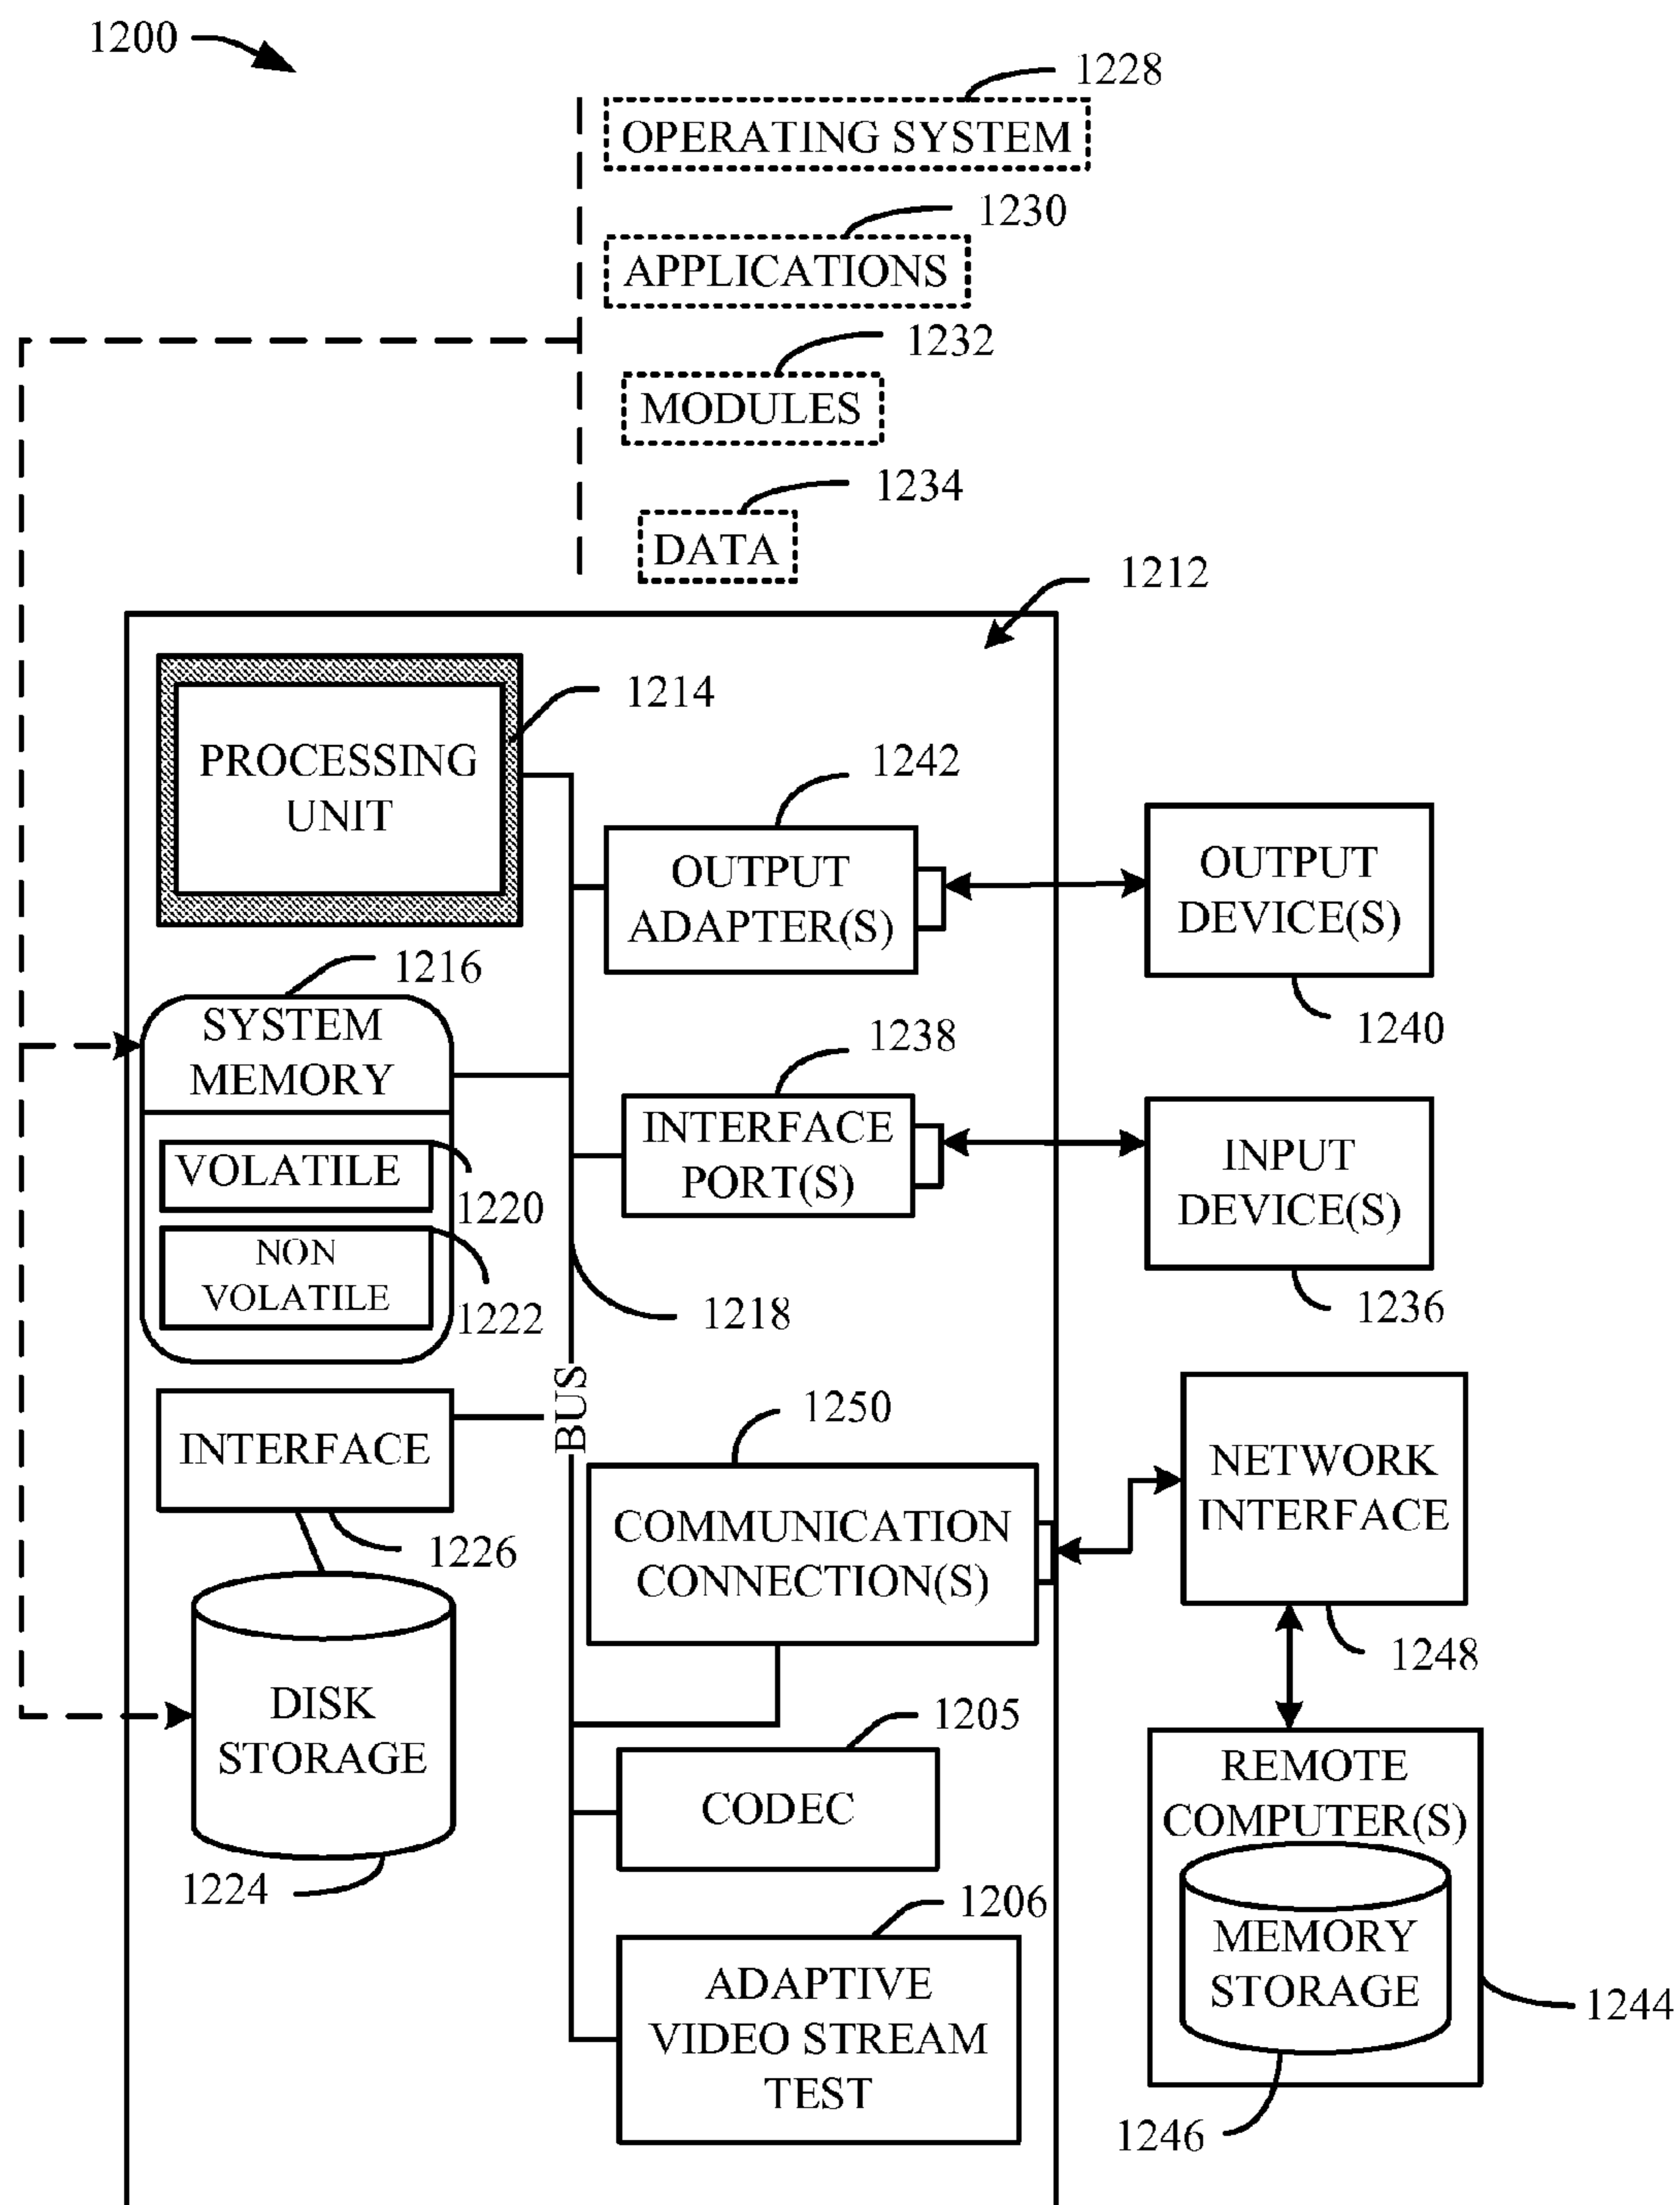 1200
1228
OPERATING SYSTEM
1230
APPLICATIONS
1232
MODULES
1234
DATA
1212
1214
PROCESSING
UNIT
1242
OUTPUT
ADAPTER(S)
OUTPUT
DEVICE(S)
1240
1216
SYSTEM
MEMORY
VOLATILE
1220
NON
VOLATILE
1222
1238
INTERFACE
PORT(S)
INPUT
DEVICE(S)
1236
1218
BUS
INTERFACE
1226
1250
COMMUNICATION
CONNECTION(S)
NETWORK
INTERFACE
1248
DISK
STORAGE
1224
1205
CODEC
REMOTE
COMPUTER(S)
MEMORY
STORAGE
1244
1246
1206
ADAPTIVE
VIDEO STREAM
TEST